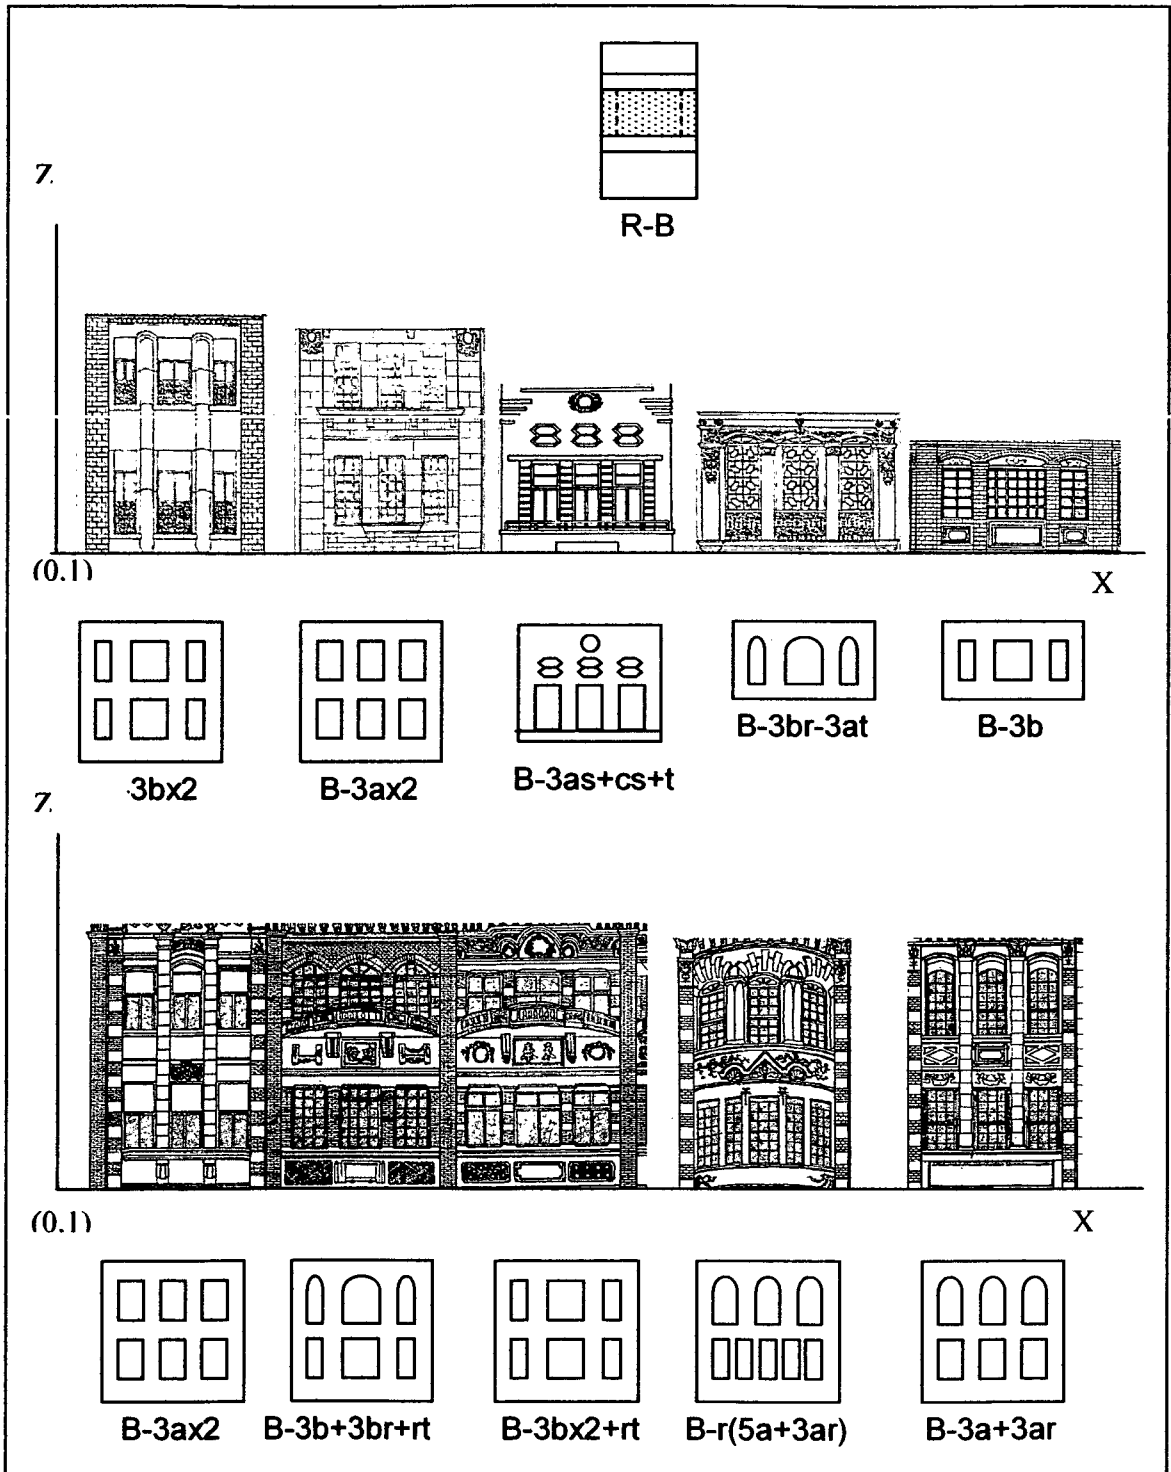 R-B
Z
(0.1)
X
3bx2
B-3ax2
B-3as+cs+t
B-3br-3at
B-3b
Z
(0.1)
X
B-3ax2
B-3b+3br+rt
B-3bx2+rt
B-r(5a+3ar)
B-3a+3ar